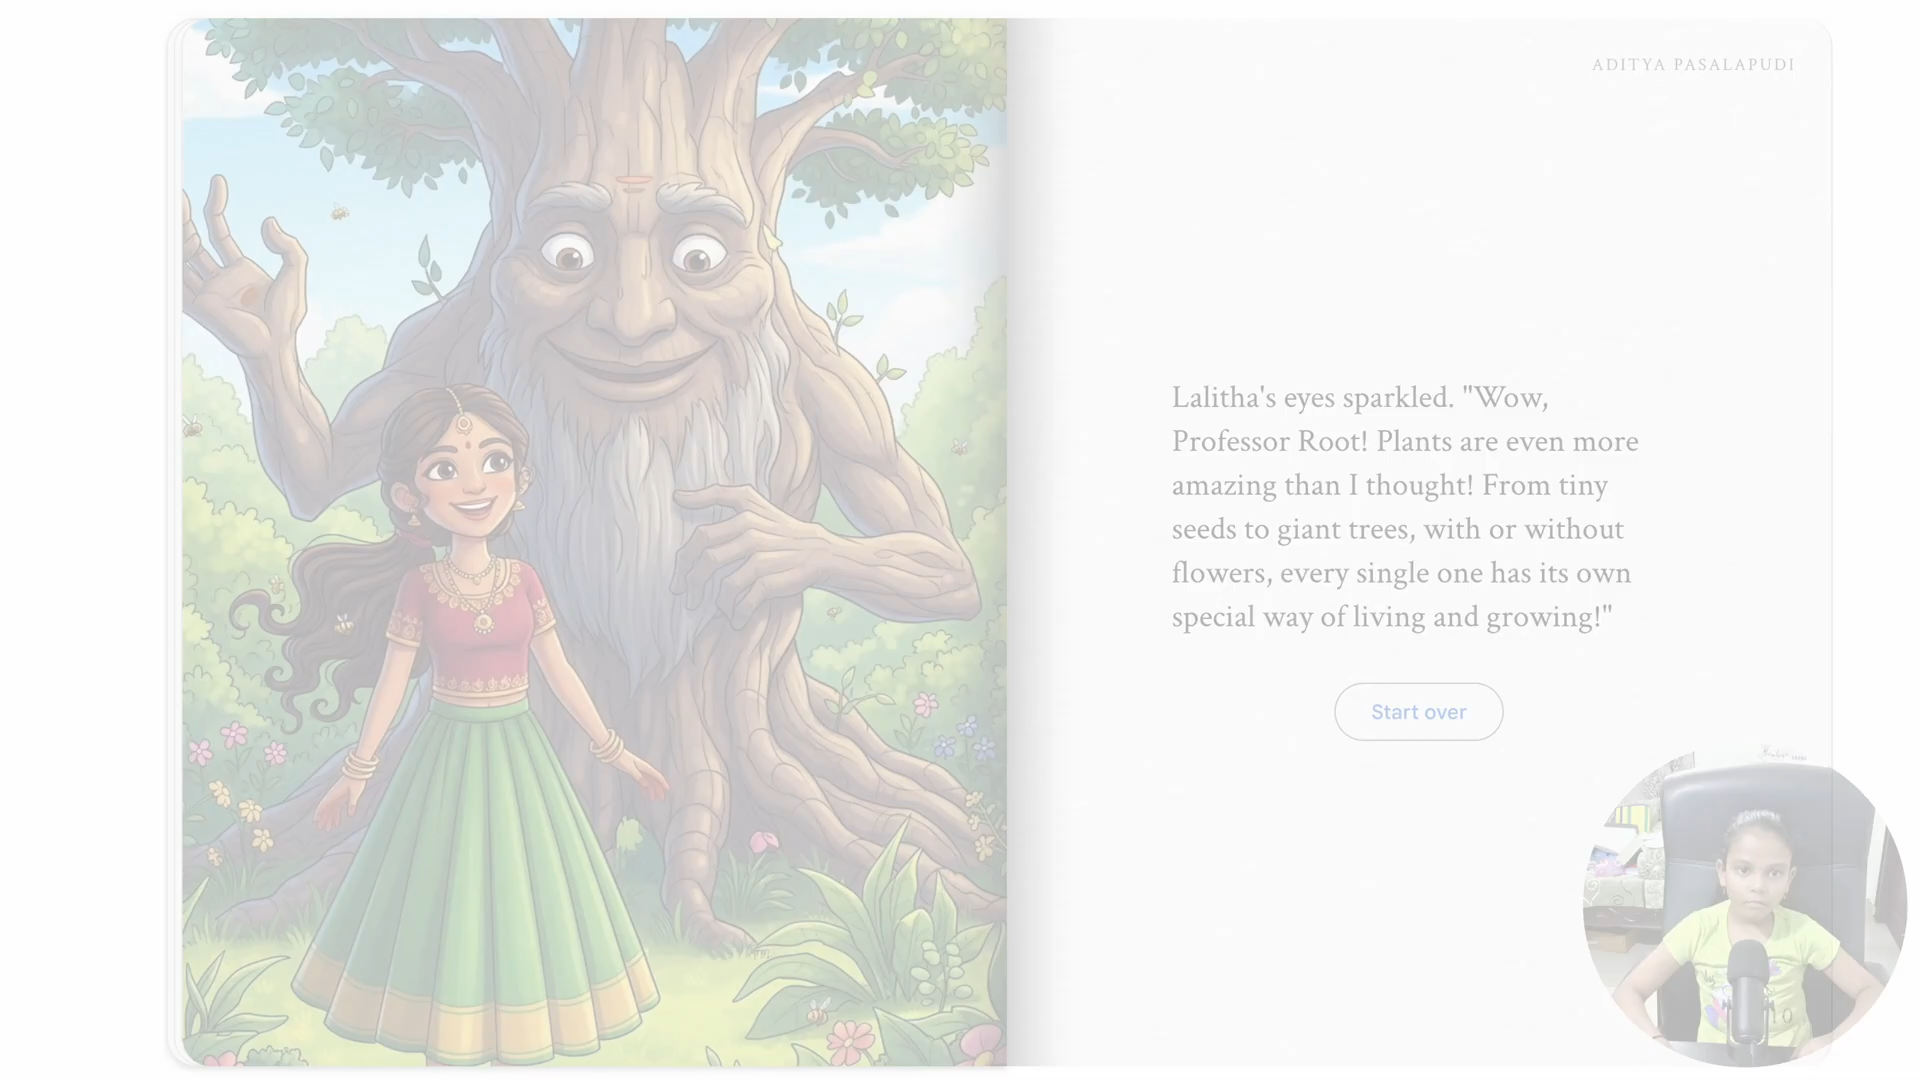 ADITYA PASALAPUDI
Lalitha's eyes sparkled. "Wow,
Professor Root! Plants are even more
amazing than I thought! From tiny
seeds to giant trees, with or without
flowers, every single one has its own
special way of living and growing!"
Start over